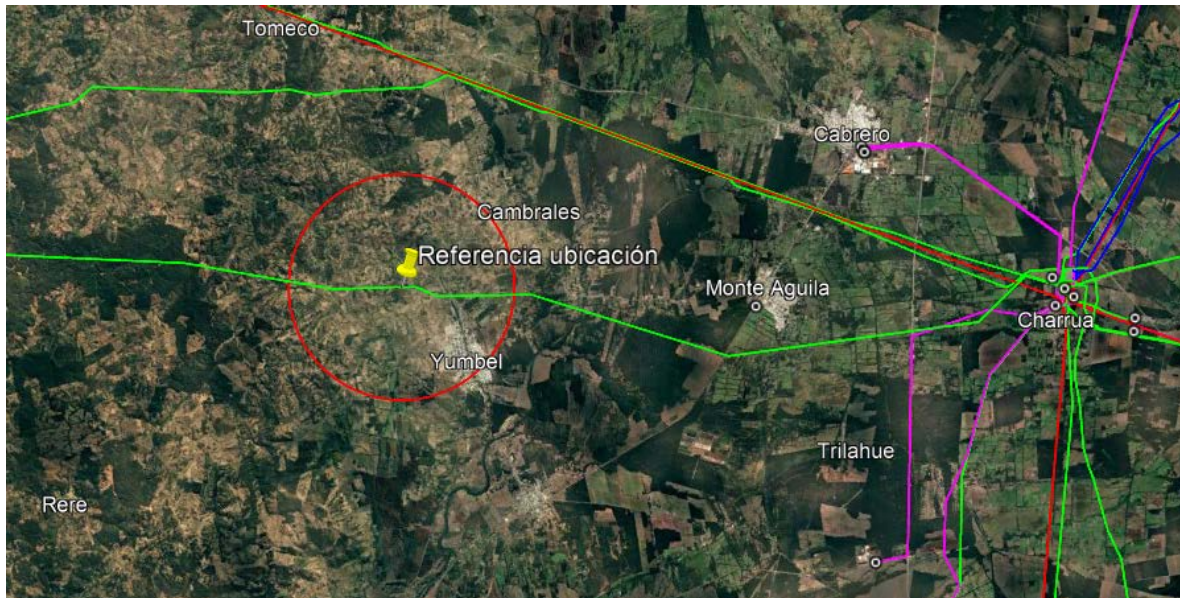 Tomeco
Cabrero
Cambrales
Referencia ubicación
Monte Aguila
Charrua
Yumbel
Trilahue
Rere